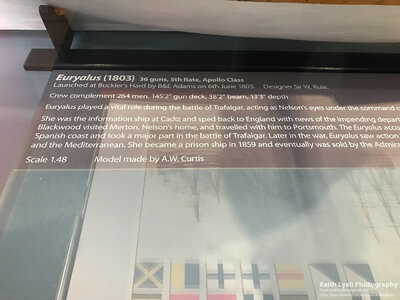 Euryalus (1803) 36 guns, 5th Rate, Apollo Class
Launched at Buckler's Hard by B&E Adams on 6th June 1803. Designer Sir W. Rule.
Crew complement 264 men, 145'2" gun deck, 38'2" beam, 13'3" depth
Euryalus played a vital role during the battle of Trafalgar, acting as Nelson's eyes under the command
She was the information ship at Cadiz and sped back to England with news of the impending
Blackwood visited Merton, Nelson's home, and travelled with him to Portsmouth. The Euryalus
Spanish coast and took a major part in the battle of Trafalgar. Later in the war, Euryalus saw action
and the Mediterranean. She became a prison ship in 1859 and eventually was sold by the
Scale 1.48 Model made by A.W. Curtis
Keith Lyall Photography